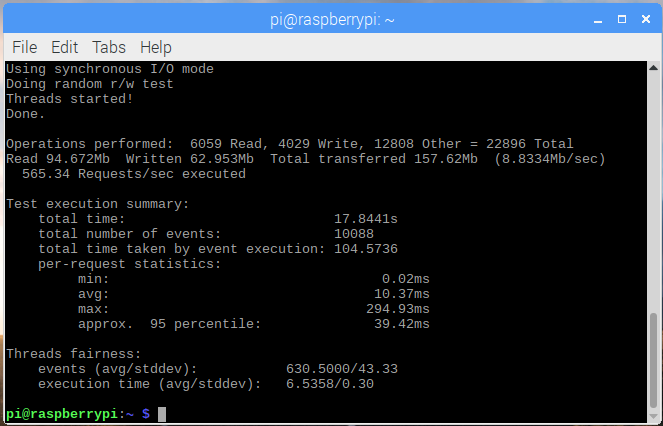 pi@raspberrypi: ~
File Edit Tabs Help
Using synchronous I/O mode
Doing random r/w test
Threads started!
Done.
Operations performed:  6059 Read, 4029 Write, 12808 Other = 22896 Total
Read 94.672Mb  Written 62.953Mb  Total transferred 157.62Mb  (8.8334Mb/sec)
  565.34 Requests/sec executed
Test execution summary:
    total time:                          17.8441s
    total number of events:              10088
    total time taken by event execution: 104.5736
    per-request statistics:
         min:                                  0.02ms
         avg:                                 10.37ms
         max:                                294.93ms
         approx.  95 percentile:              39.42ms
Threads fairness:
    events (avg/stddev):           630.5000/43.33
    execution time (avg/stddev):   6.5358/0.30
pi@raspberrypi:~ $